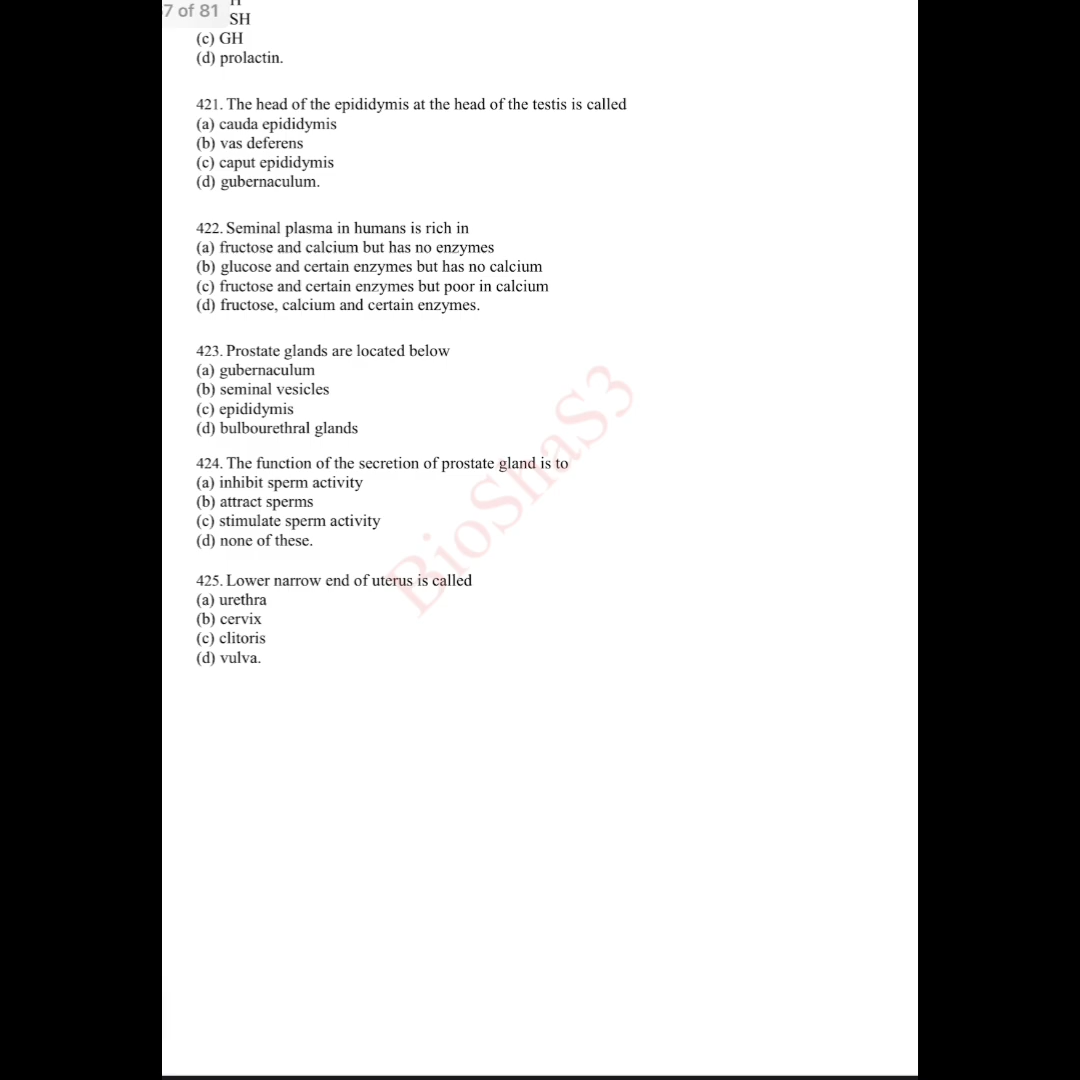 7 of 81
SH
(c) GH
(d) prolactin.
421. The head of the epididymis at the head of the testis is called
(a) cauda epididymis
(b) vas deferens
(c) caput epididymis
(d) gubernaculum.
422. Seminal plasma in humans is rich in
(a) fructose and calcium but has no enzymes
(b) glucose and certain enzymes but has no calcium
(c) fructose and certain enzymes but poor in calcium
(d) fructose, calcium and certain enzymes.
423. Prostate glands are located below
(a) gubernaculum
(b) seminal vesicles
(c) epididymis
(d) bulbourethral glands
424. The function of the secretion of prostate gland is to
(a) inhibit sperm activity
(b) attract sperms
(c) stimulate sperm activity
(d) none of these.
425. Lower narrow end of uterus is called
(a) urethra
(b) cervix
(c) clitoris
(d) vulva.
BioShaS3